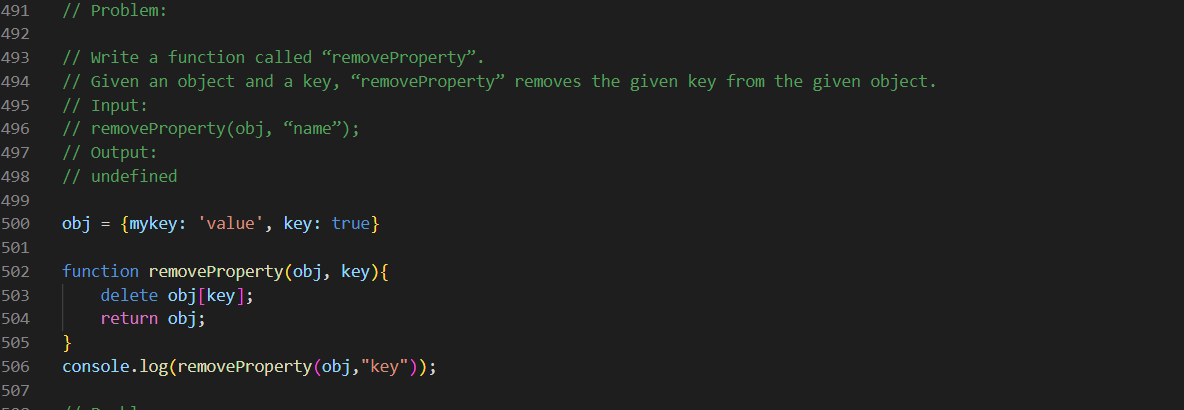 491 // Problem:
492
493 // Write a function called “removeProperty”.
494 // Given an object and a key, “removeProperty” removes the given key from the given object.
495 // Input:
496 // removeProperty(obj, “name”);
497 // Output:
498 // undefined
499
500 obj = {mykey: 'value', key: true}
501
502 function removeProperty(obj, key){
503     delete obj[key];
504     return obj;
505 }
506 console.log(removeProperty(obj,"key"));
507